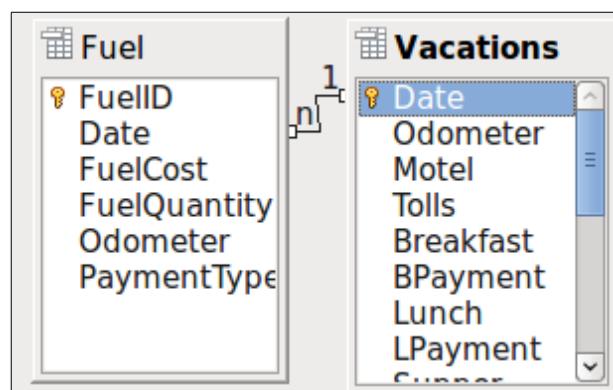 Fuel
FuelID
Date
FuelCost
FuelQuantity
Odometer
PaymentType
n
1
Vacations
Date
Odometer
Motel
Tolls
Breakfast
BPayment
Lunch
LPayment